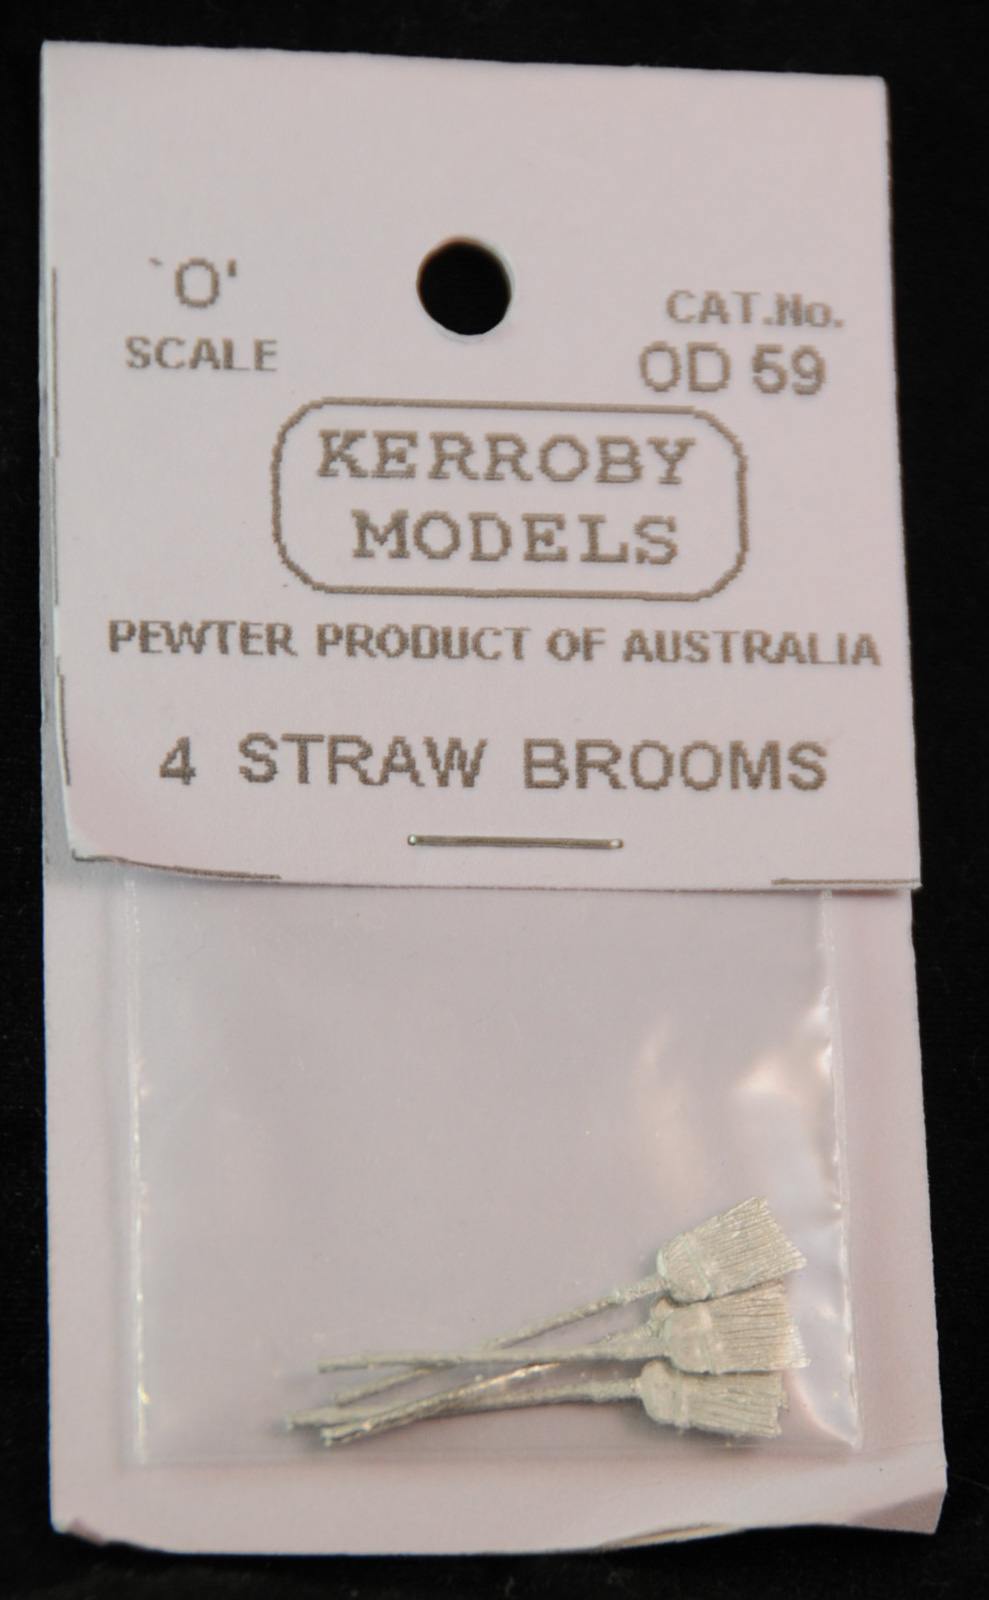 `O'
SCALE
CAT.No.
OD 59
KERROBY
MODELS
PEWTER PRODUCT OF AUSTRALIA
4 STRAW BROOMS